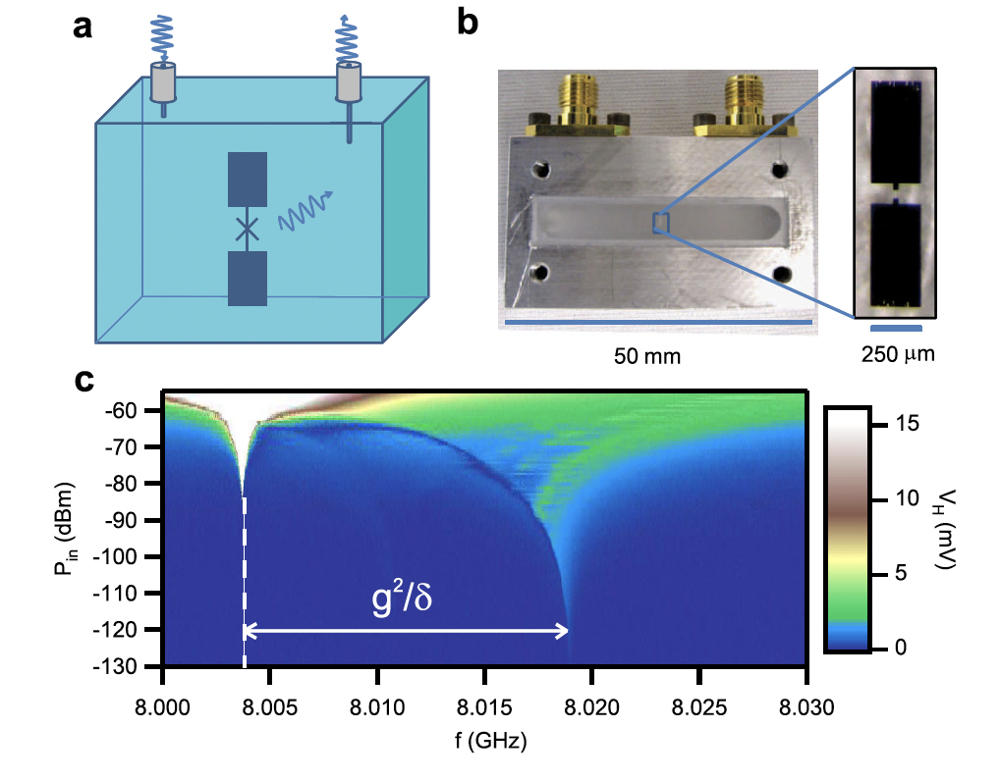 a
b
50 mm
250 μm
c
-60
-70
-80
-90
-100
-110
-120
-130
P_in (dBm)
g²/δ
8.000 8.005 8.010 8.015 8.020 8.025 8.030
f (GHz)
15
10
5
0
V_H (mV)